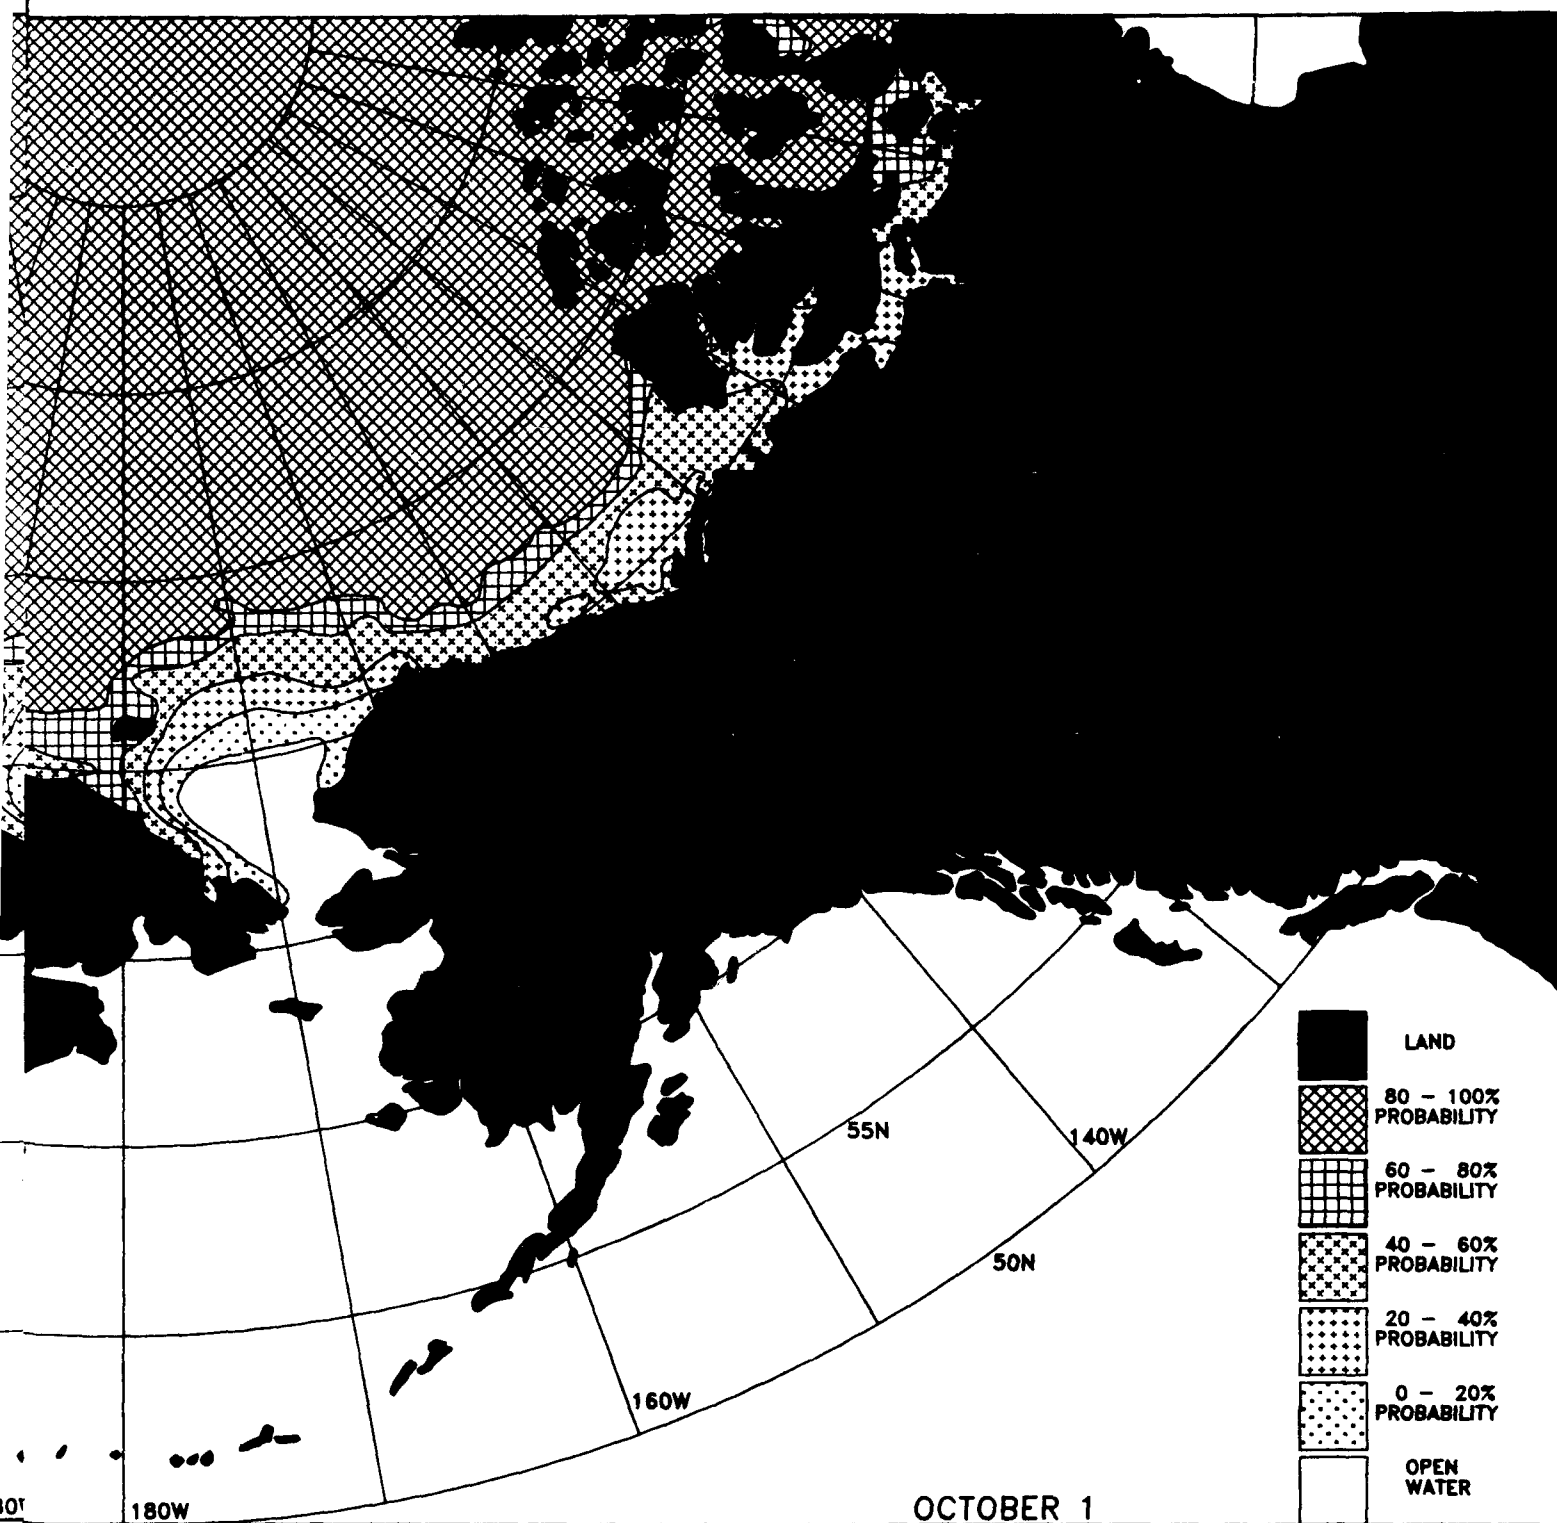 LAND
80 - 100%
PROBABILITY
60 - 80%
PROBABILITY
40 - 60%
PROBABILITY
20 - 40%
PROBABILITY
0 - 20%
PROBABILITY
OPEN
WATER
55N
140W
50N
160W
180W
OCTOBER 1